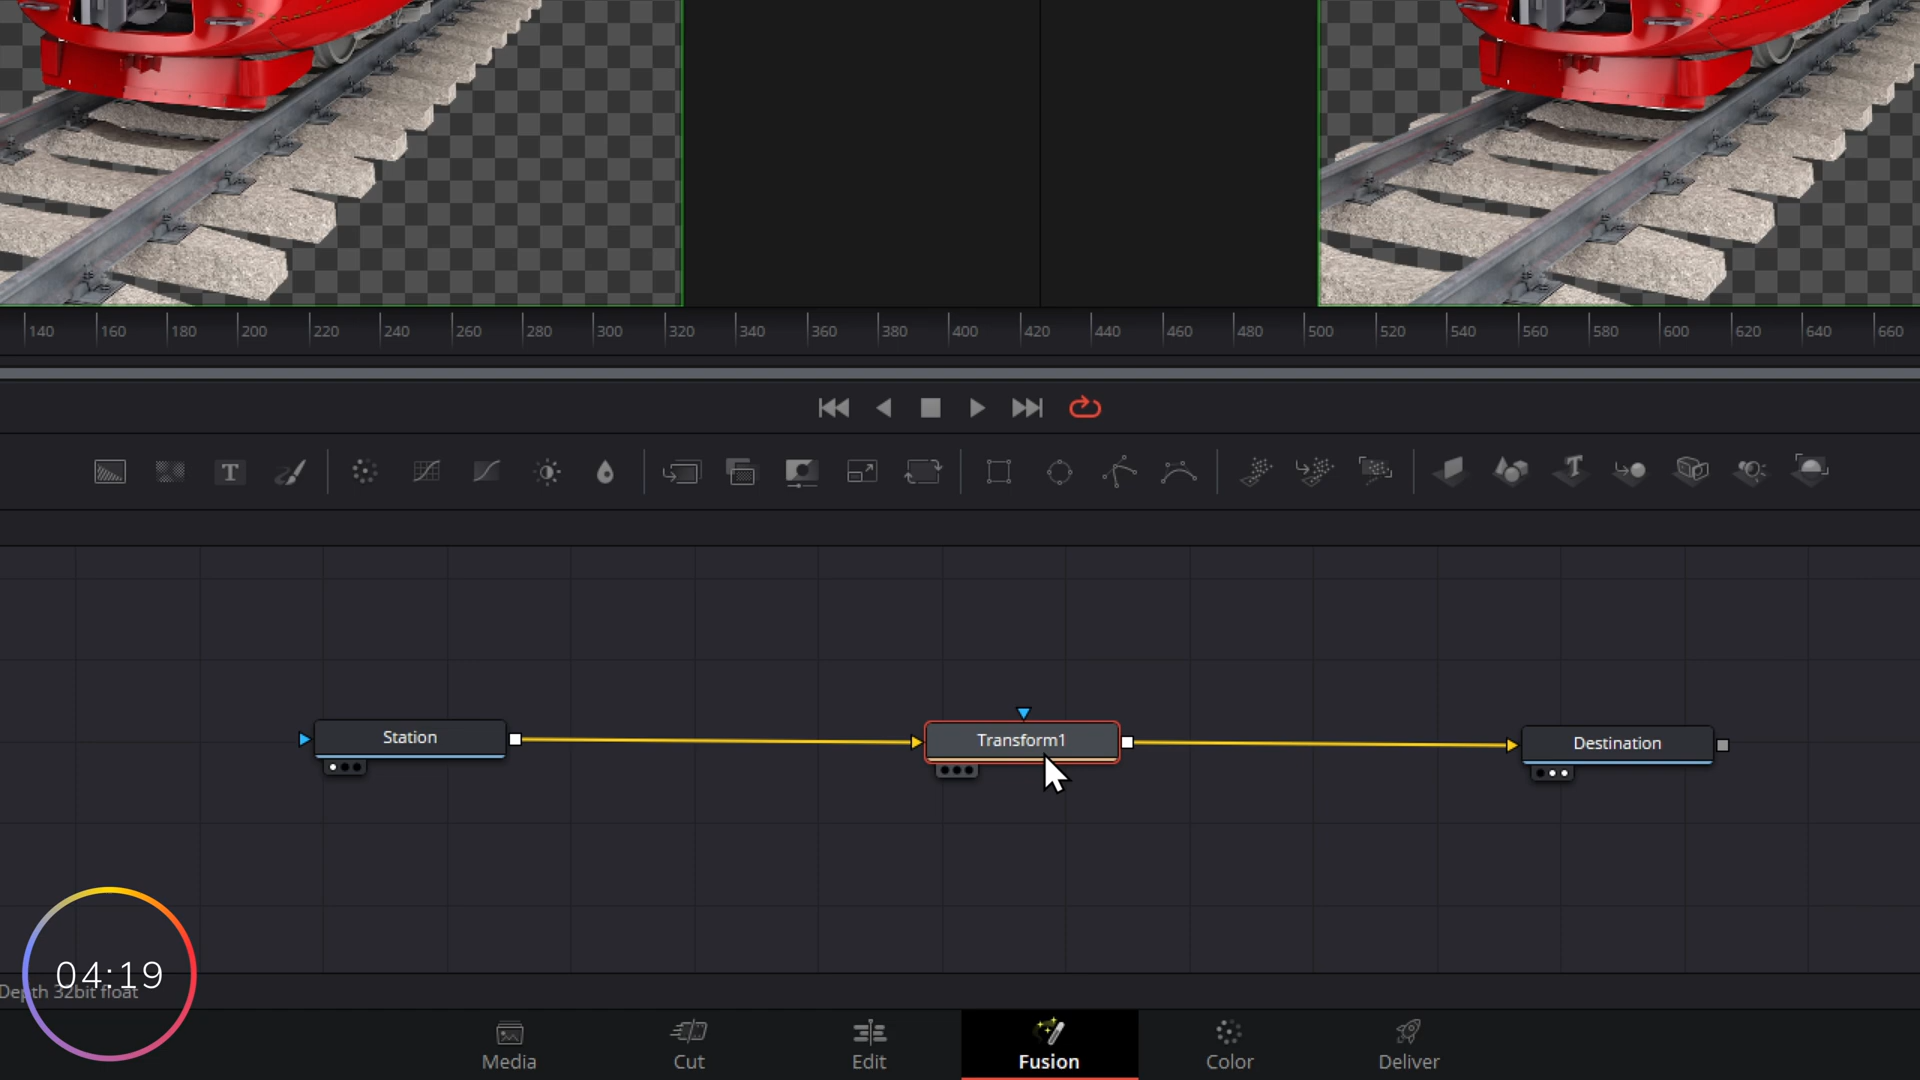 140 160 180 200 220 240 260 280 300 320 340 360 380 400 420 440 460 480 500 520 540 560 580 600 620 640 660
T
Station
Transform1
Destination
04:19
Depth 32bit float
Media Cut Edit Fusion Color Deliver